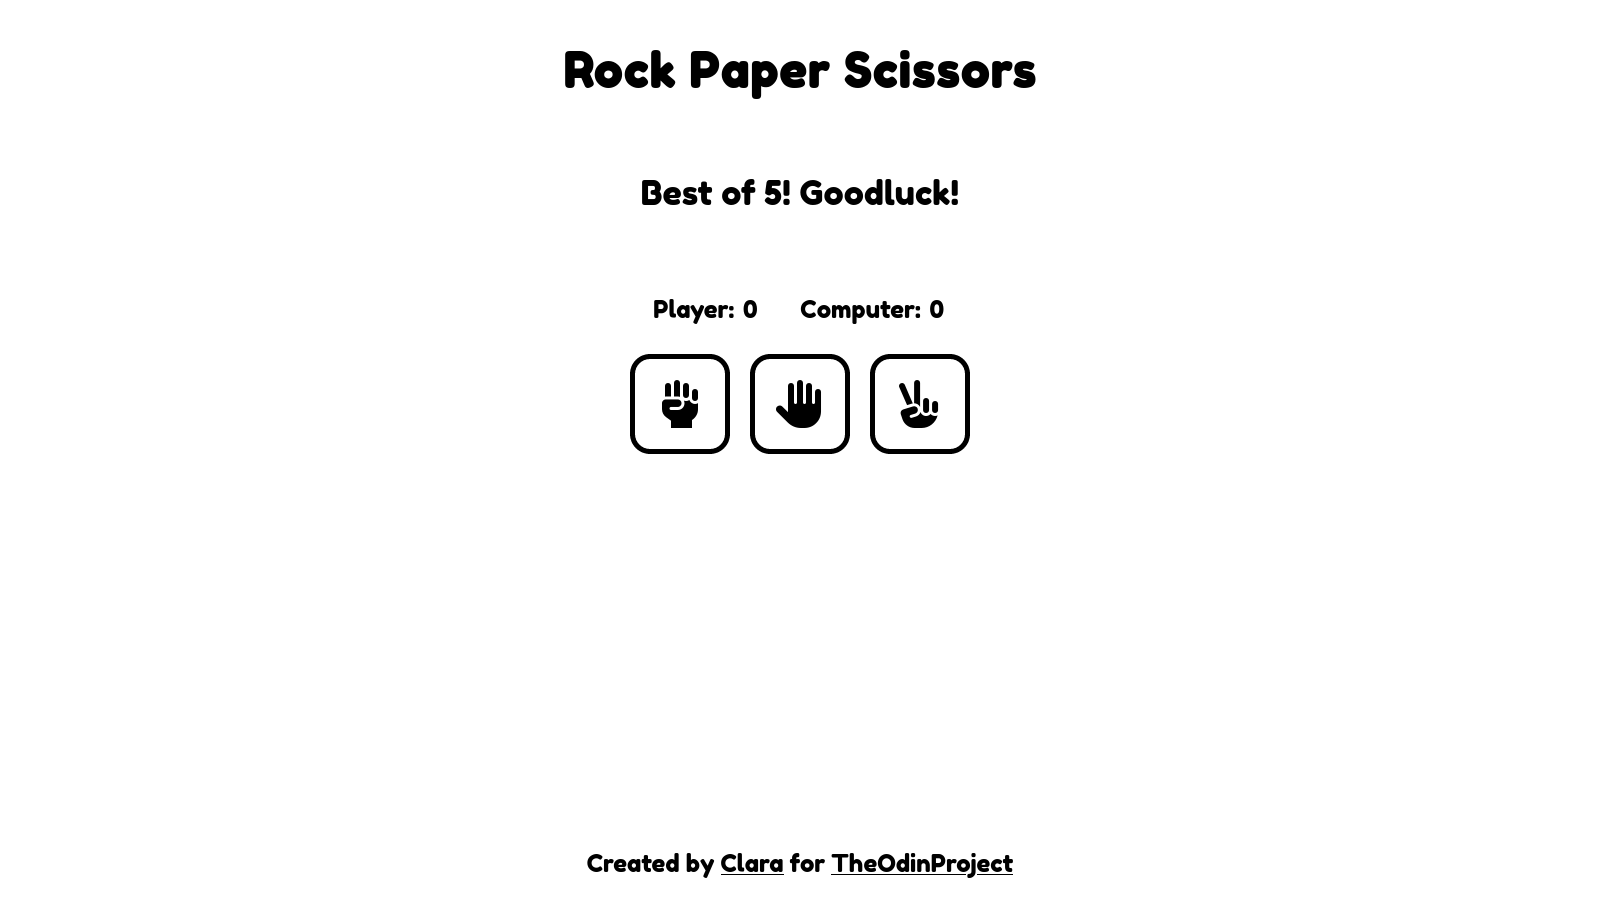 Rock Paper Scissors
Best of 5! Goodluck!
Player: 0 Computer: 0
Created by Clara for TheOdinProject